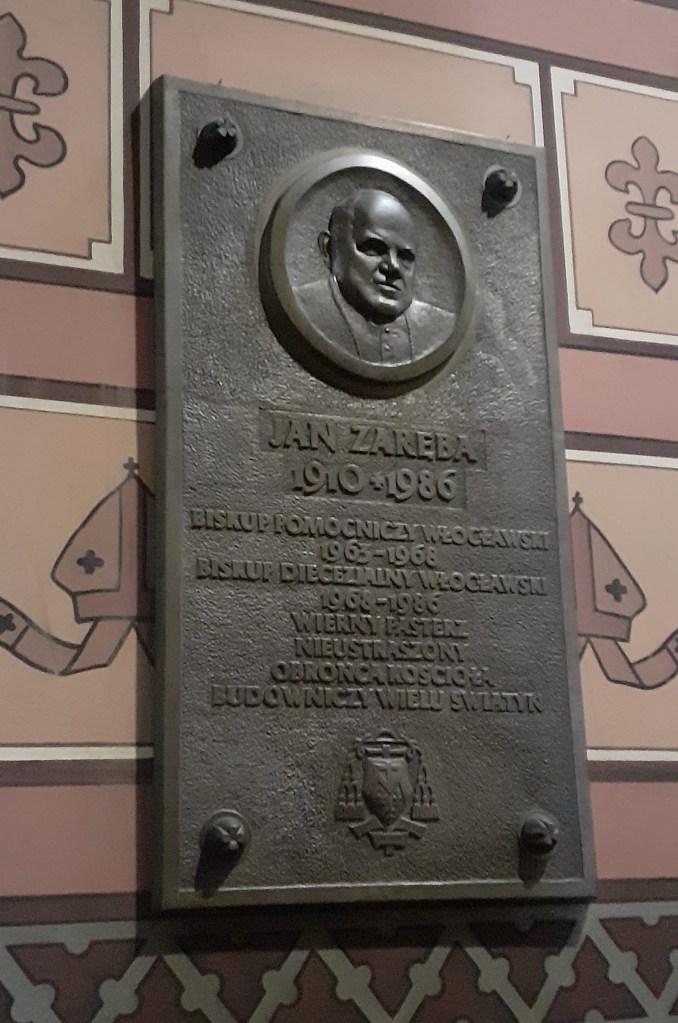 JAN ZARĘBA
1910 + 1986
BISKUP POMOCNICZY WŁOCŁAWSKI
1963-1968
BISKUP DIECEZJALNY WŁOCŁAWSKI
1968-1986
WIERNY PASTERZ
NIEUSTRASZONY
OBROŃCA KOŚCIOŁA
BUDOWNICZY WIELU ŚWIĄTYŃ